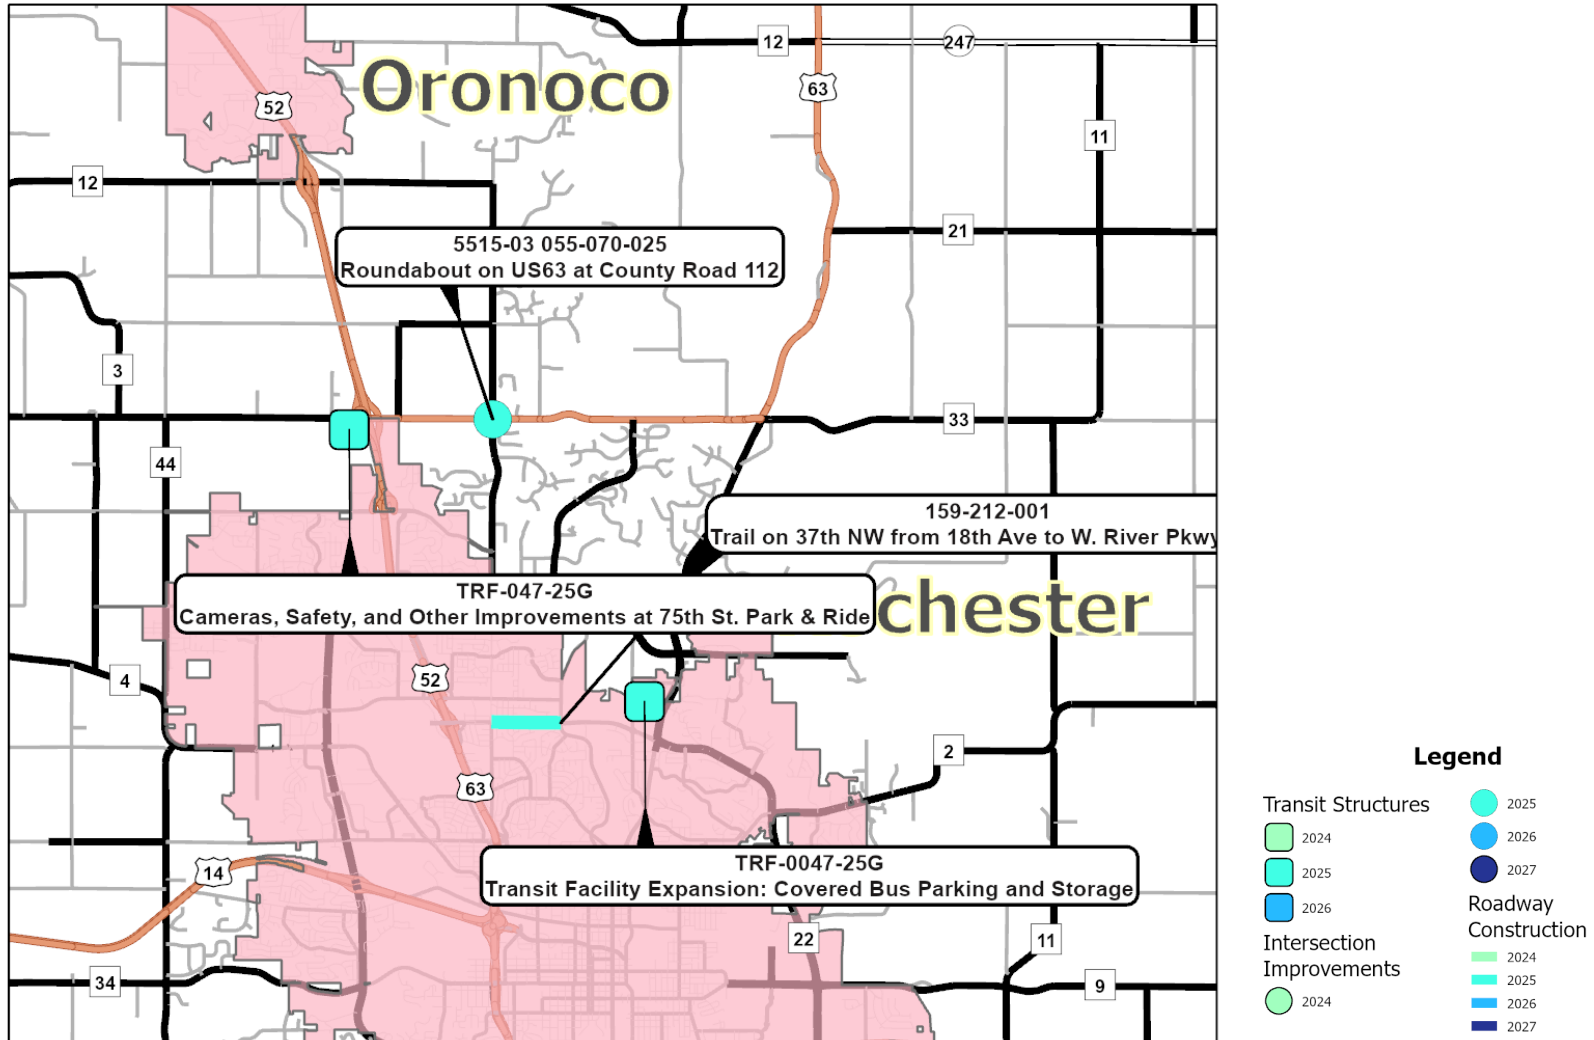 12
247
Oronoco
63
52
11
12
21
5515-03 055-070-025
Roundabout on US63 at County Road 112
3
33
44
159-212-001
Trail on 37th NW from 18th Ave to W. River Pkwy
TRF-047-25G
Cameras, Safety, and Other Improvements at 75th St. Park & Ride
chester
4
52
2
63
14
TRF-0047-25G
Transit Facility Expansion: Covered Bus Parking and Storage
22
11
34
9
Legend
Transit Structures
2024
2025
2026
Intersection
Improvements
2024
2025
2026
2027
Roadway
Construction
2024
2025
2026
2027